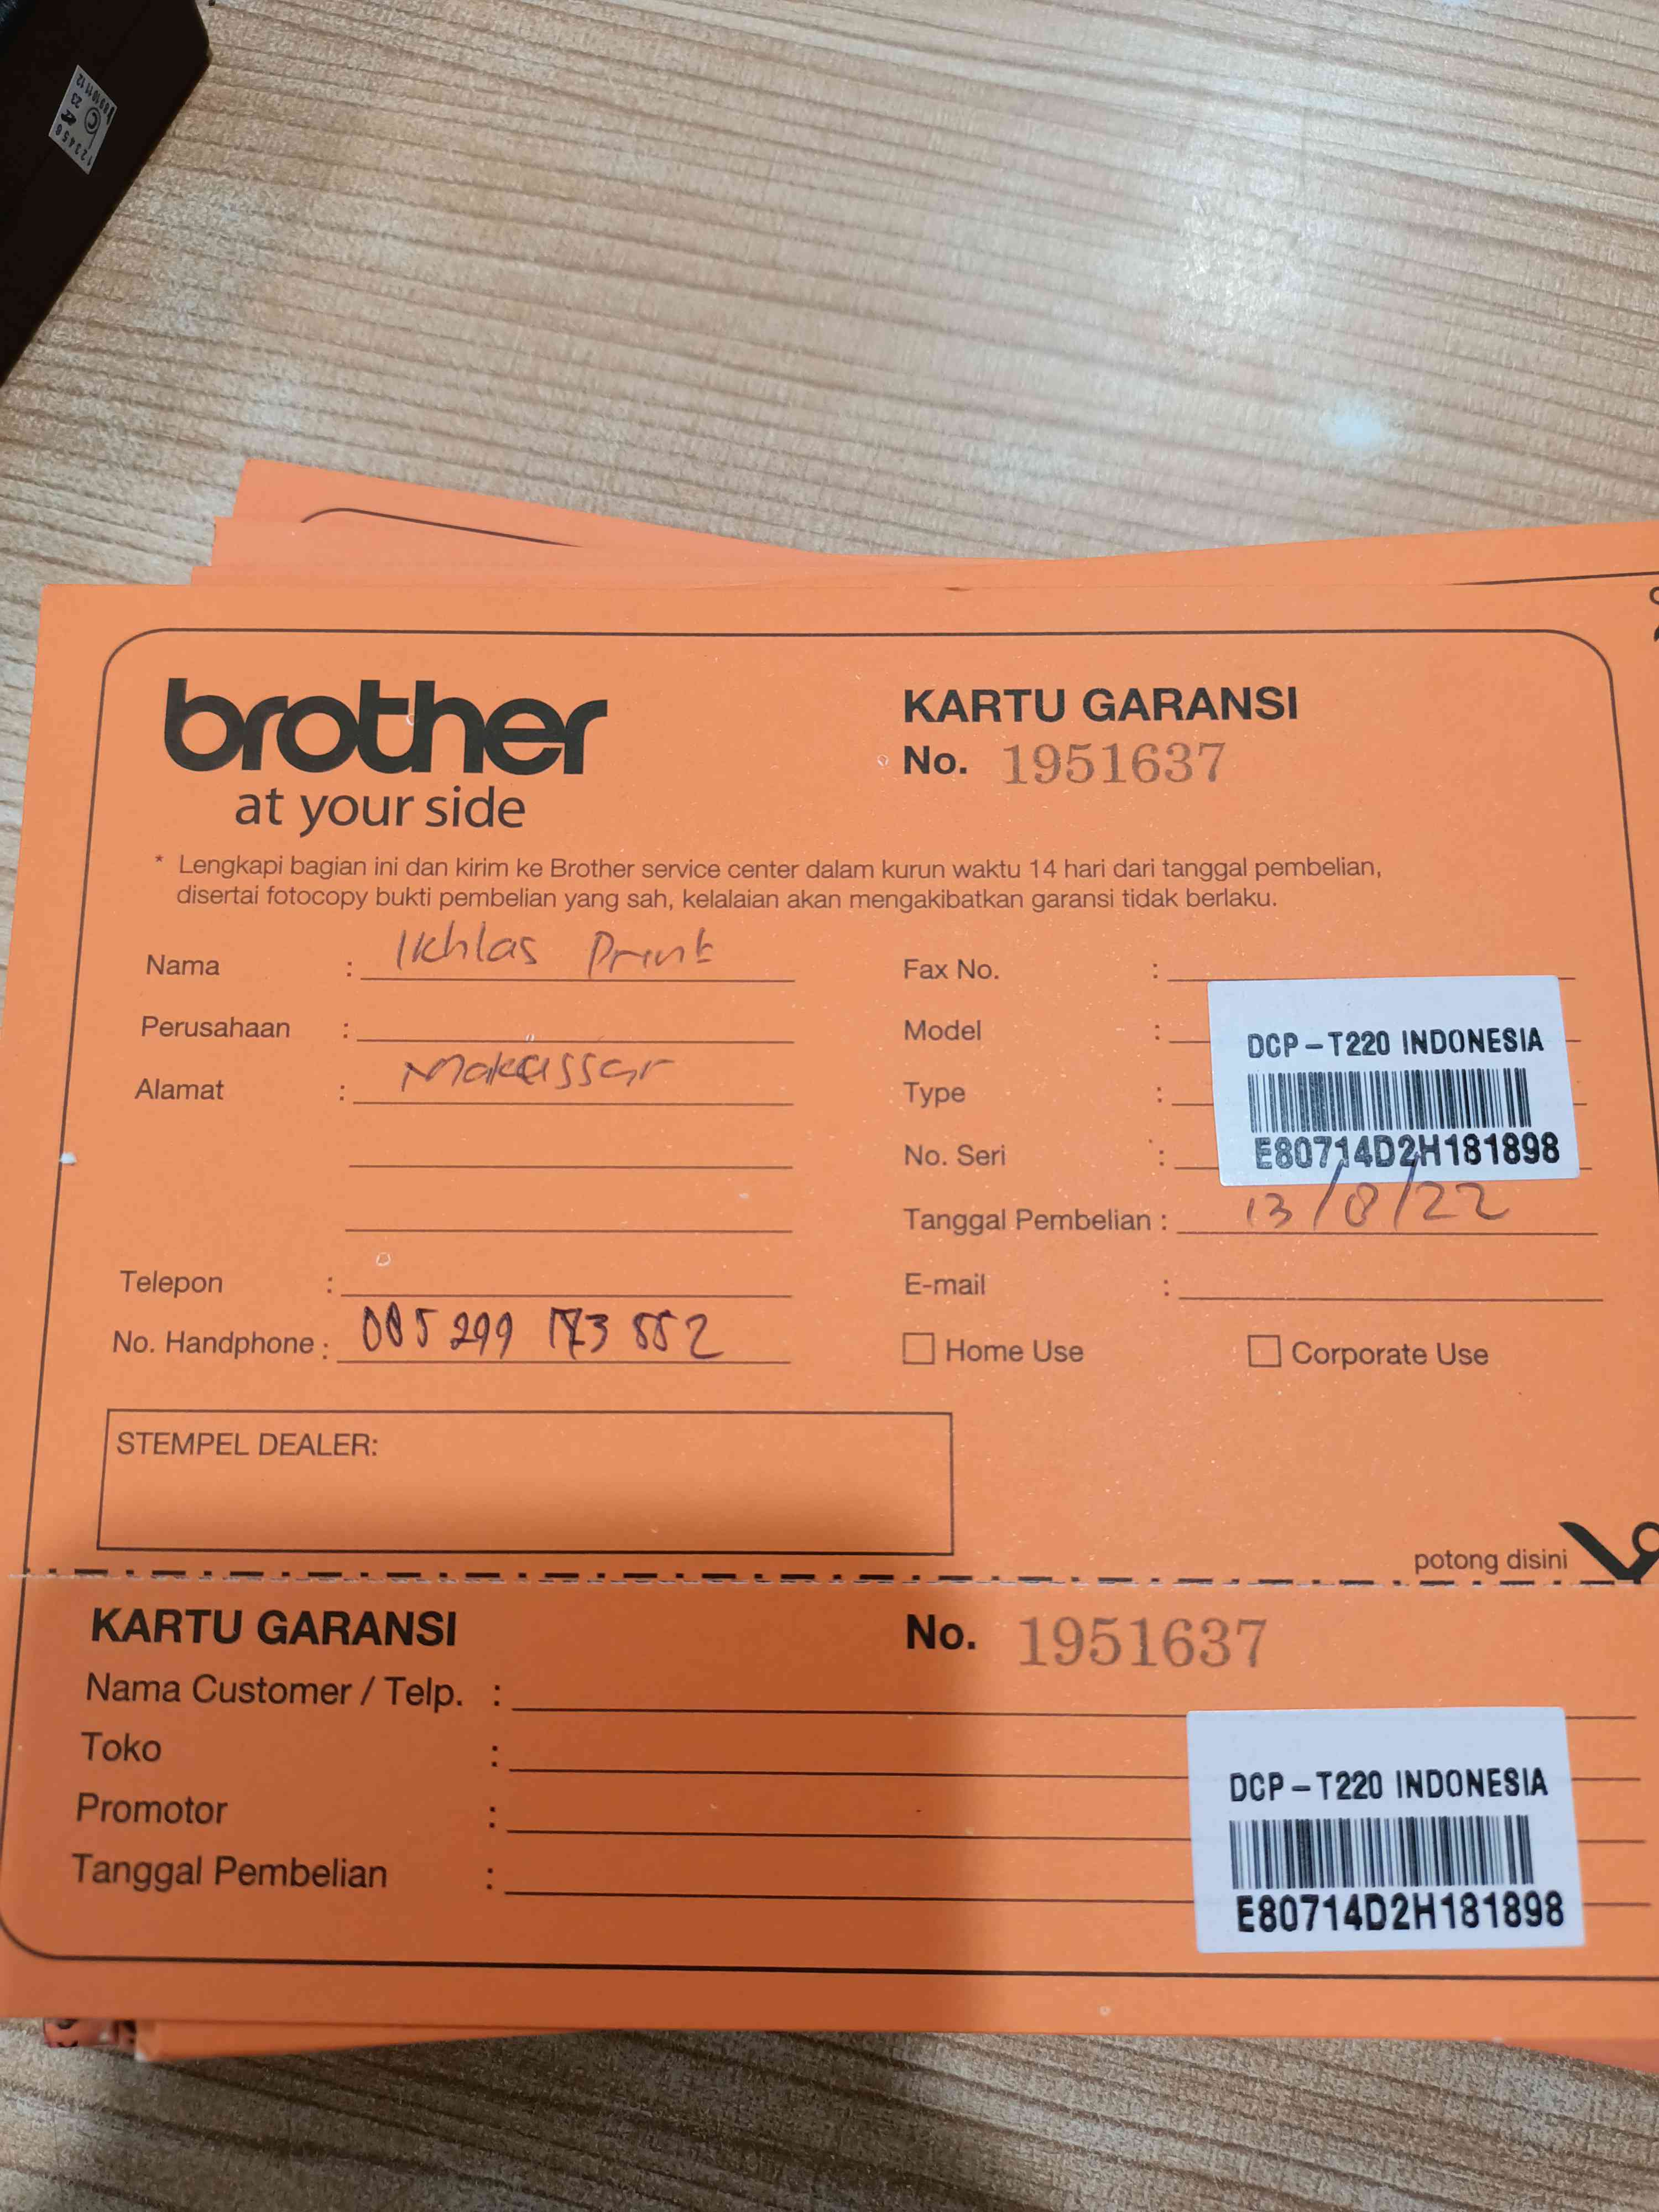 brother
at your side
KARTU GARANSI
No. 1951637
* Lengkapi bagian ini dan kirim ke Brother service center dalam kurun waktu 14 hari dari tanggal pembelian,
disertai fotocopy bukti pembelian yang sah, kelalaian akan mengakibatkan garansi tidak berlaku.
Nama : Ikhlas Print
Perusahaan :
Alamat : Makassar
Telepon :
No. Handphone : 085 299 173 552
Fax No. :
Model :
Type :
No. Seri :
DCP-T220 INDONESIA
E80714D2H181898
Tanggal Pembelian : 13/8/22
E-mail :
Home Use
Corporate Use
STEMPEL DEALER:
potong disini
KARTU GARANSI
No. 1951637
Nama Customer / Telp. :
Toko :
Promotor :
Tanggal Pembelian :
DCP-T220 INDONESIA
E80714D2H181898